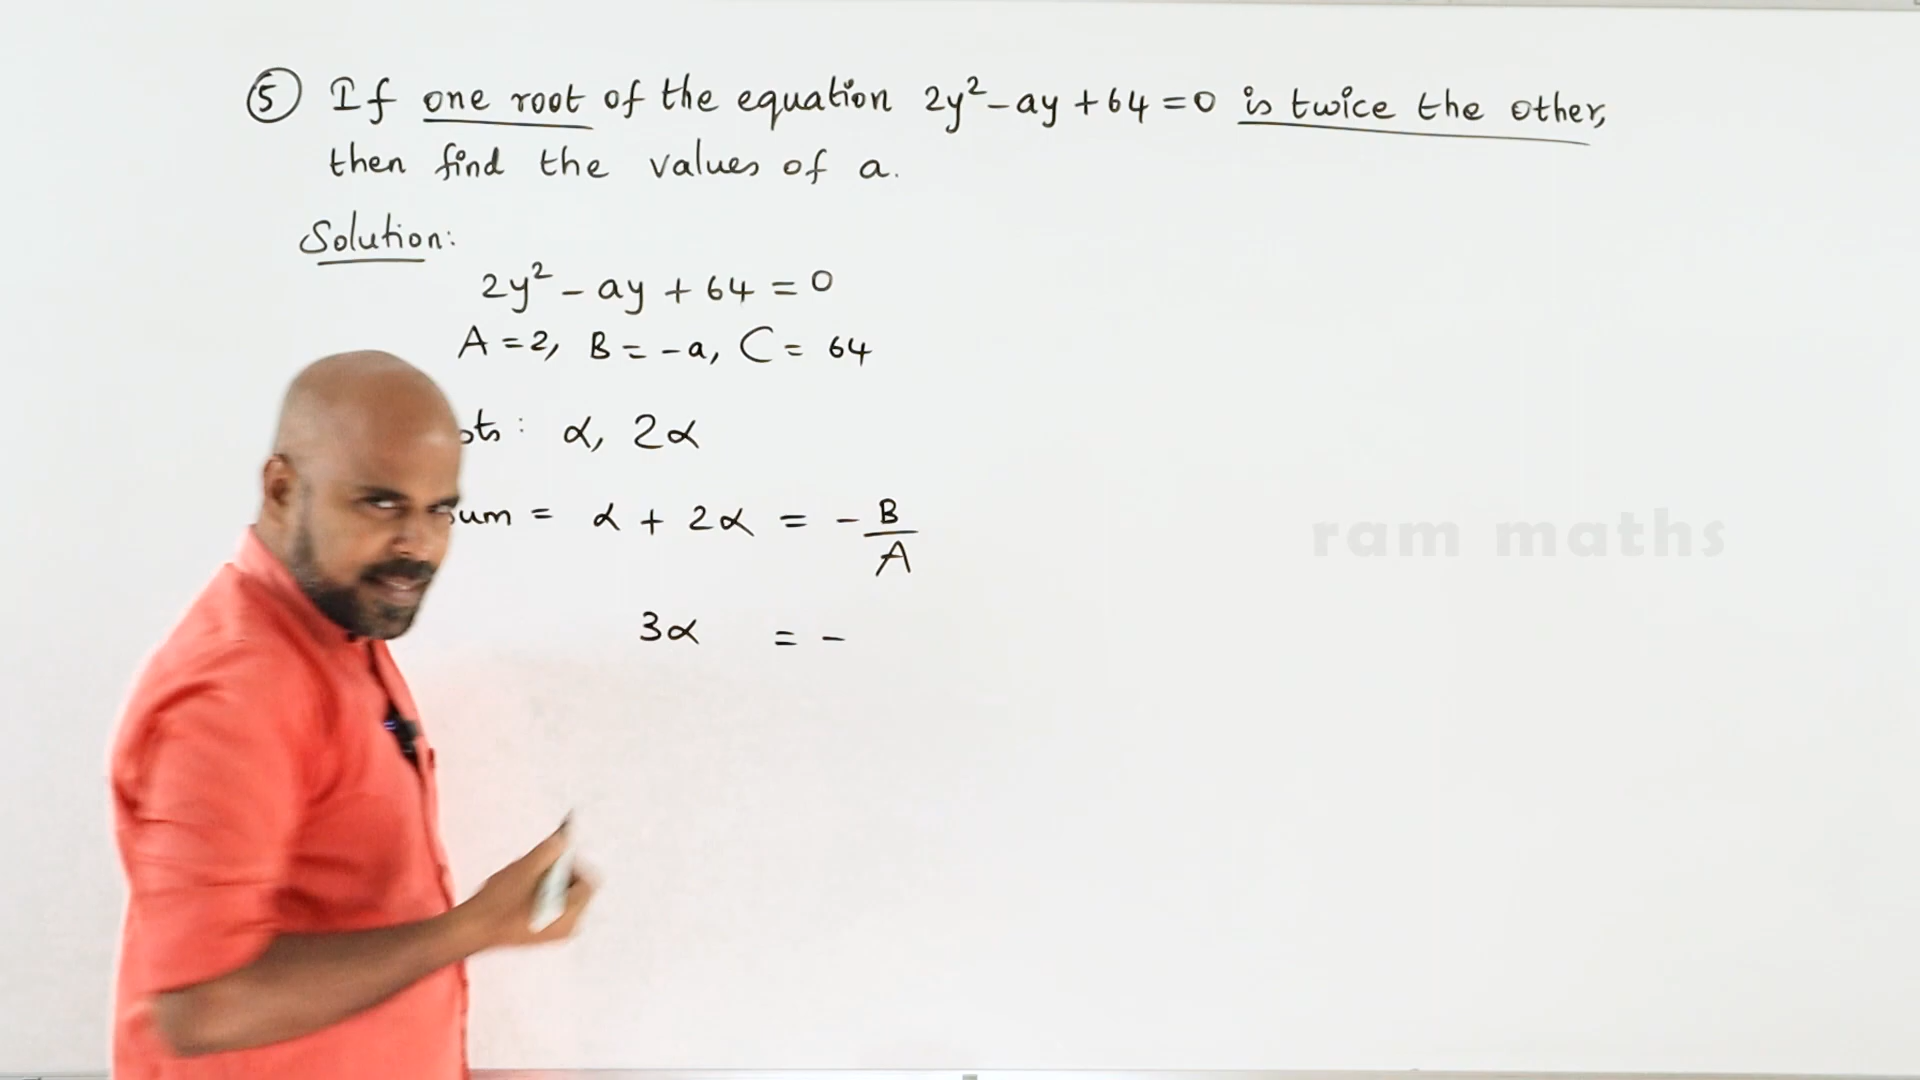 ⑤ If one root of the equation 2y² - ay + 64 = 0 is twice the other,
then find the values of a.
Solution:
2y² - ay + 64 = 0
A = 2, B = -a, C = 64
: α, 2α
= α + 2α = - B/A
3α = -
ram maths